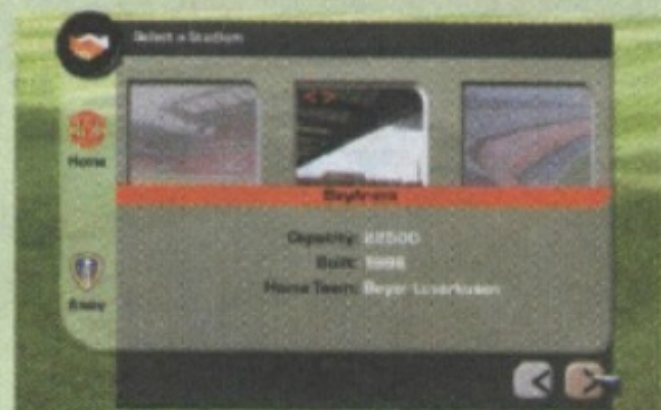 Select a Stadium
Home
BayArena
Capacity: 22500
Built:
Home Team: Bayer Leverkusen
Away